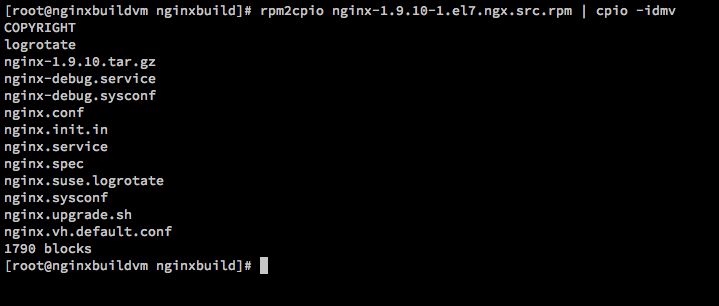 [root@nginxbuildvm nginxbuild]# rpm2cpio nginx-1.9.10-1.el7.ngx.src.rpm | cpio -idmv
COPYRIGHT
logrotate
nginx-1.9.10.tar.gz
nginx-debug.service
nginx-debug.sysconf
nginx.conf
nginx.init.in
nginx.service
nginx.spec
nginx.suse.logrotate
nginx.sysconf
nginx.upgrade.sh
nginx.vh.default.conf
1790 blocks
[root@nginxbuildvm nginxbuild]#